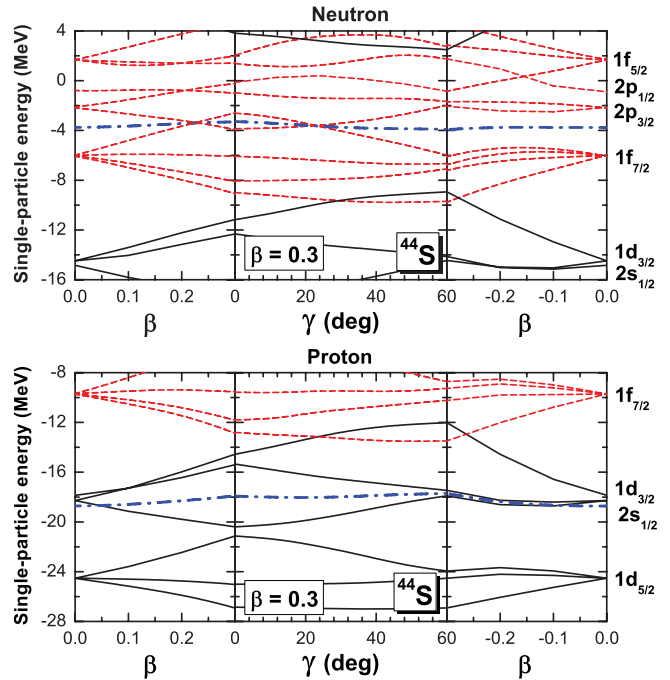 Neutron
Single-particle energy (MeV)
4
0
-4
-8
-12
-16
1f5/2
2p1/2
2p3/2
1f7/2
1d3/2
2s1/2
β = 0.3
44S
0.0 0.1 0.2 0 20 40 60 -0.2 -0.1 0.0
β γ (deg) β
Proton
Single-particle energy (MeV)
-8
-12
-16
-20
-24
-28
1f7/2
1d3/2
2s1/2
1d5/2
β = 0.3
44S
0.0 0.1 0.2 0 20 40 60 -0.2 -0.1 0.0
β γ (deg) β